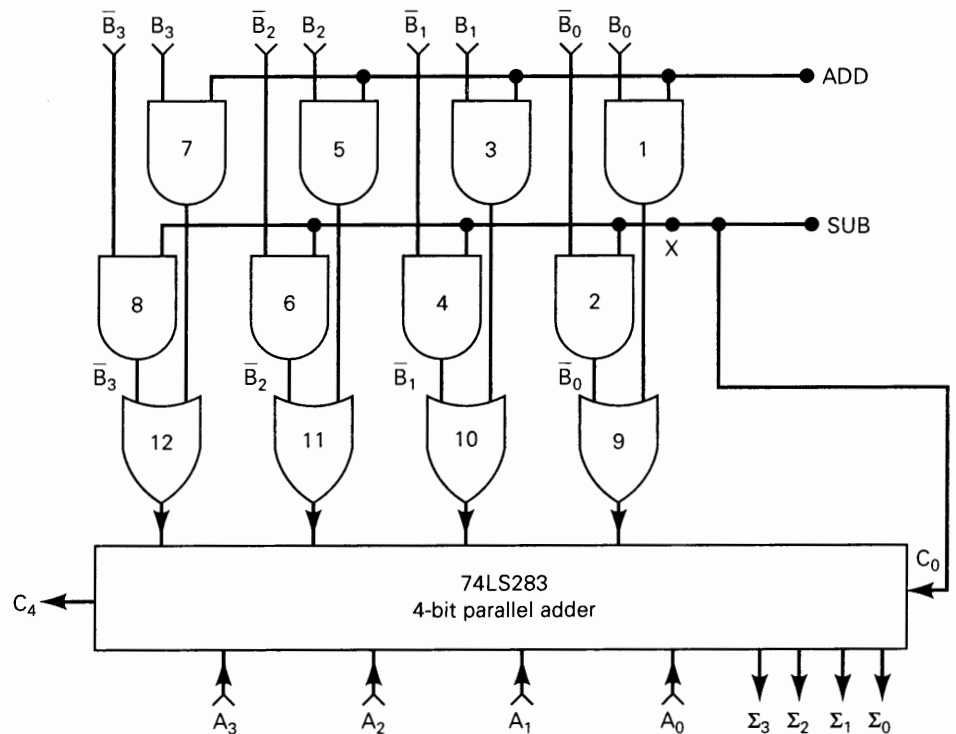 B̅₃ B₃ B̅₂ B₂ B̅₁ B₁ B̅₀ B₀
ADD
7 5 3 1
SUB
X
8 6 4 2
B̅₃ B̅₂ B̅₁ B̅₀
12 11 10 9
C₀
74LS283
C₄
4-bit parallel adder
A₃ A₂ A₁ A₀ Σ₃ Σ₂ Σ₁ Σ₀